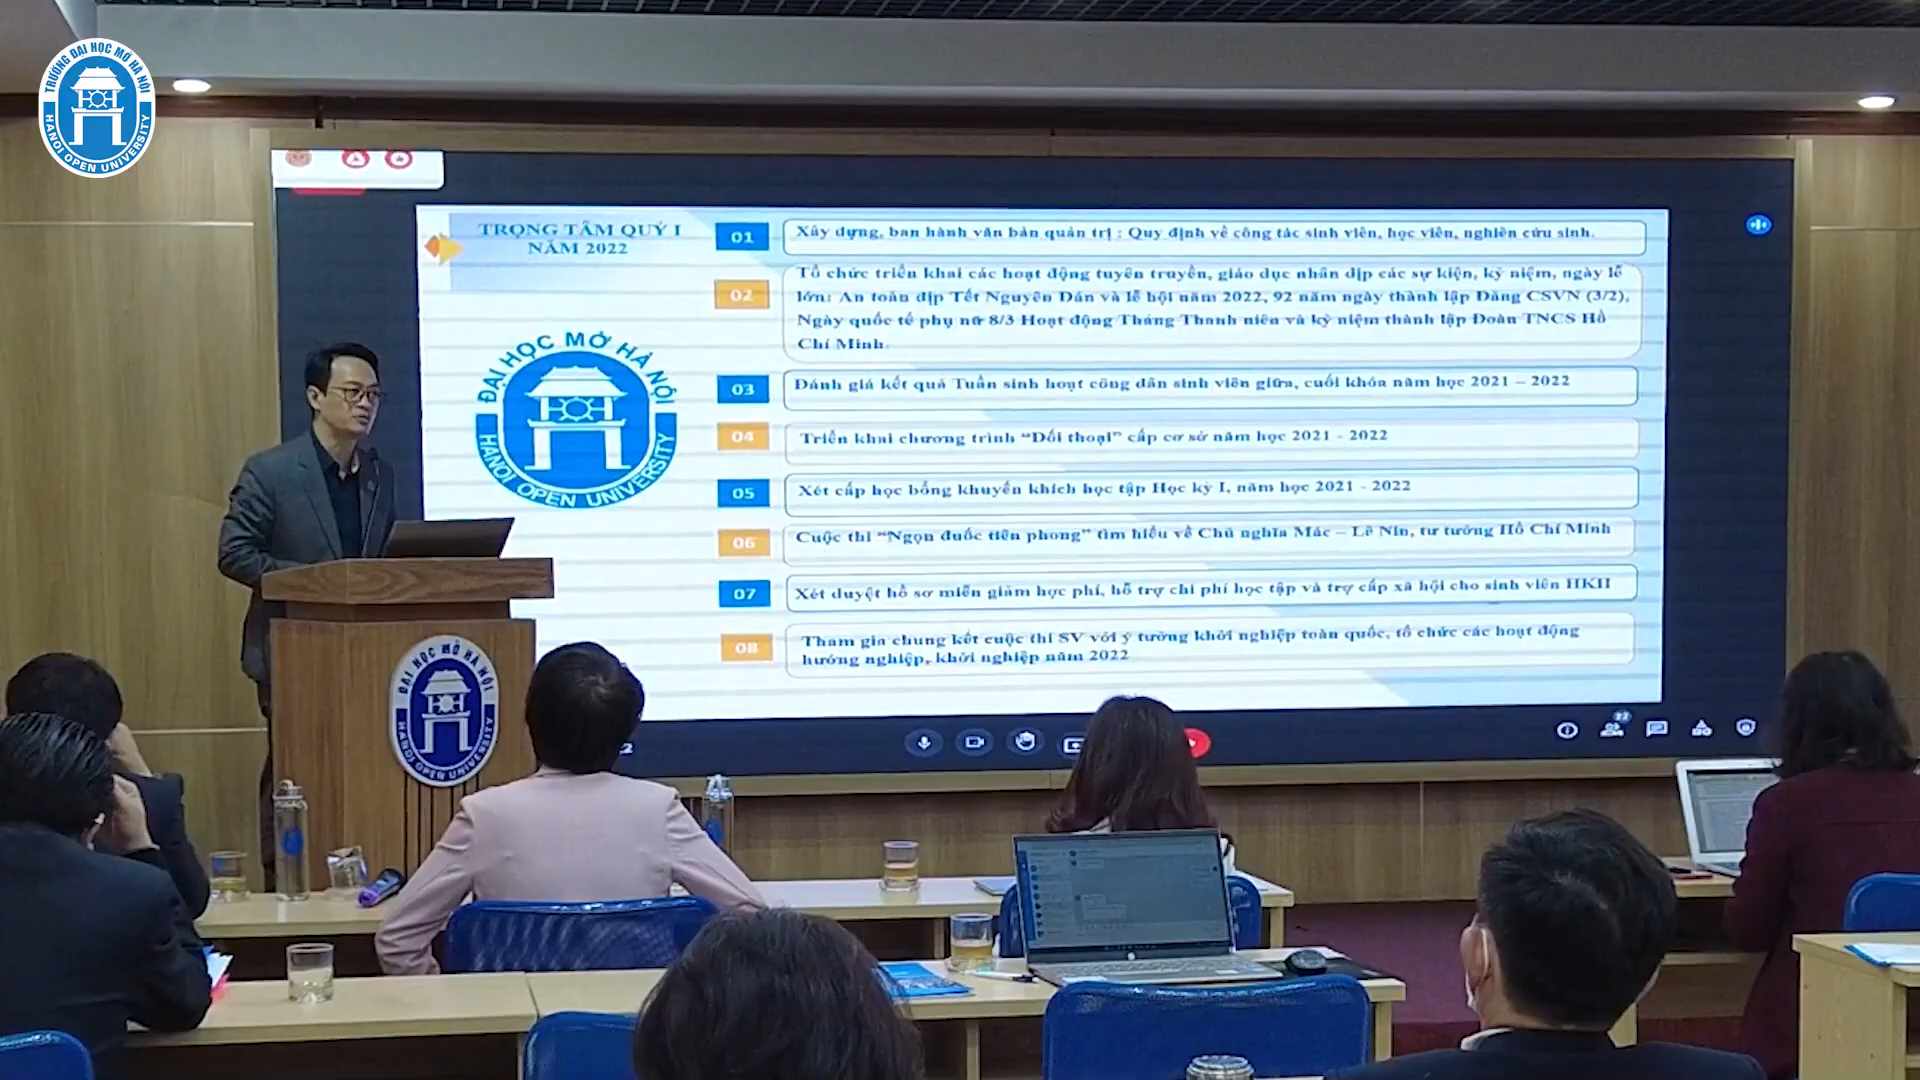 TRƯỜNG ĐẠI HỌC MỞ HÀ NỘI
HANOI OPEN UNIVERSITY
TRỌNG TÂM QUÝ I
NĂM 2022
ĐẠI HỌC MỞ HÀ NỘI
HANOI OPEN UNIVERSITY
01
Xây dựng, ban hành văn bản quản trị : Quy định về công tác sinh viên, học viên, nghiên cứu sinh.
02
Tổ chức triển khai các hoạt động tuyên truyền, giáo dục nhân dịp các sự kiện, kỷ niệm, ngày lễ
lớn: An toàn dịp Tết Nguyên Đán và lễ hội năm 2022, 92 năm ngày thành lập Đảng CSVN (3/2),
Ngày quốc tế phụ nữ 8/3 Hoạt động Tháng Thanh niên và kỷ niệm thành lập Đoàn TNCS Hồ
Chí Minh.
03
Đánh giá kết quả Tuần sinh hoạt công dân sinh viên giữa, cuối khóa năm học 2021 – 2022
04
Triển khai chương trình “Đối thoại” cấp cơ sở năm học 2021 - 2022
05
Xét cấp học bổng khuyến khích học tập Học kỳ I, năm học 2021 - 2022
06
Cuộc thi “Ngọn đuốc tiên phong” tìm hiểu về Chủ nghĩa Mác – Lê Nin, tư tưởng Hồ Chí Minh
07
Xét duyệt hồ sơ miễn giảm học phí, hỗ trợ chi phí học tập và trợ cấp xã hội cho sinh viên HKII
08
Tham gia chung kết cuộc thi SV với ý tưởng khởi nghiệp toàn quốc, tổ chức các hoạt động
hướng nghiệp, khởi nghiệp năm 2022
ĐẠI HỌC MỞ HÀ NỘI
HANOI OPEN UNIVERSITY